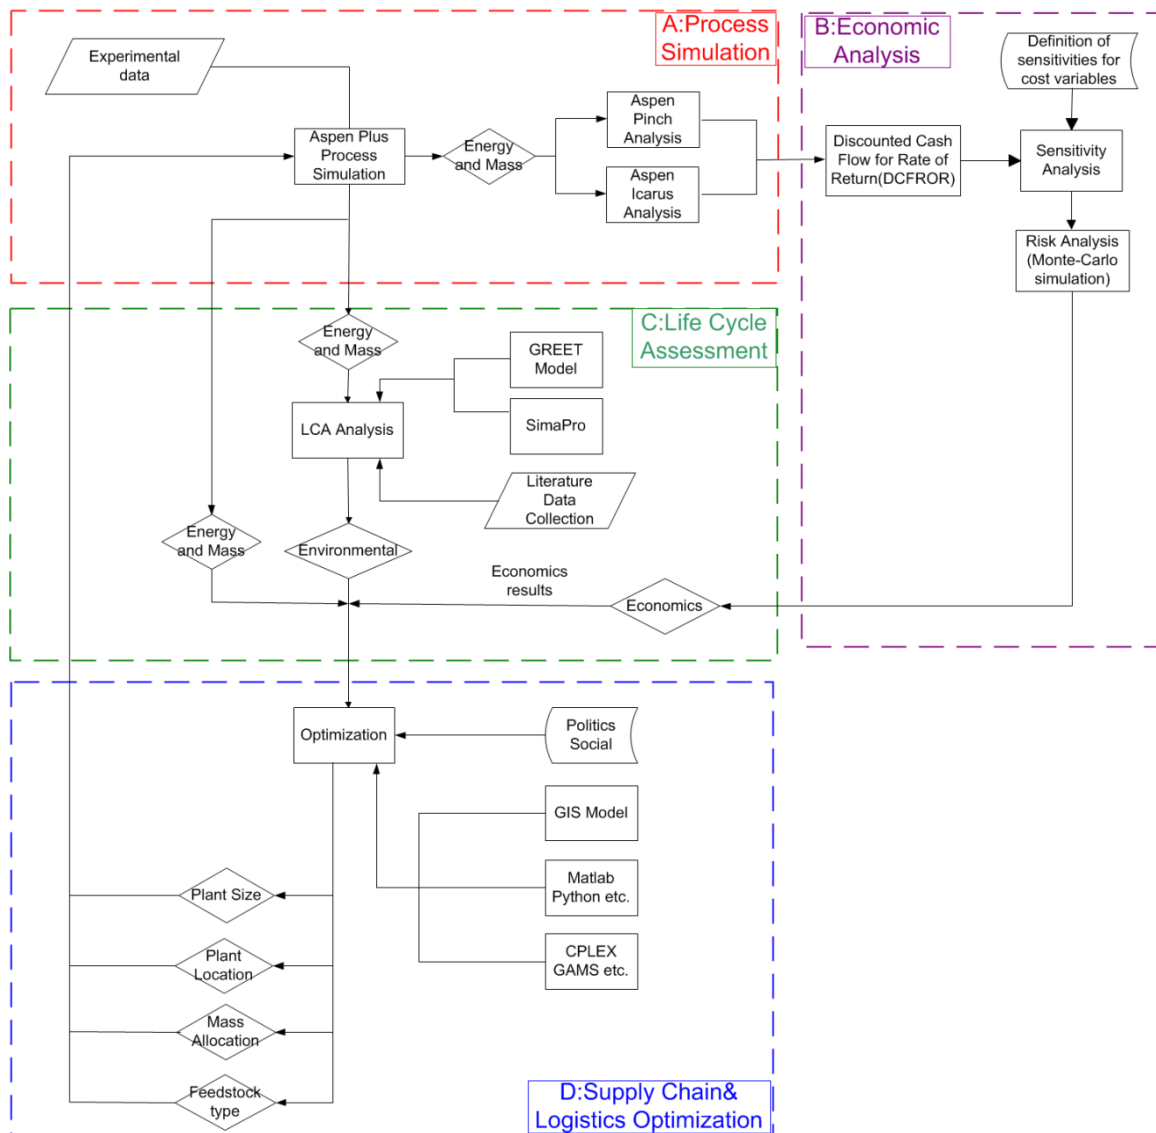 A:Process
Simulation
B:Economic
Analysis
Definition of
sensitivities for
cost variables
Experimental
data
Aspen Plus
Process
Simulation
Energy
and Mass
Aspen
Pinch
Analysis
Aspen
Icarus
Analysis
Discounted Cash
Flow for Rate of
Return(DCFROR)
Sensitivity
Analysis
Risk Analysis
(Monte-Carlo
simulation)
C:Life Cycle
Assessment
Energy
and Mass
GREET
Model
SimaPro
LCA Analysis
Literature
Data
Collection
Energy
and Mass
Environmental
Economics
results
Economics
Optimization
Politics
Social
GIS Model
Matlab
Python etc.
CPLEX
GAMS etc.
Plant Size
Plant
Location
Mass
Allocation
Feedstock
type
D:Supply Chain&
Logistics Optimization